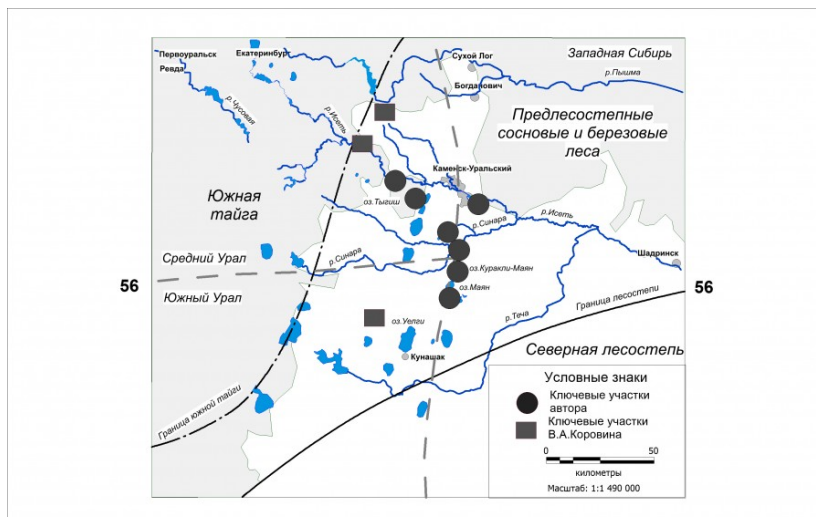 Первоуральск
Ревда
Екатеринбург
Сухой Лог
Западная Сибирь
р.Пышма
Богданович
р.Чусовая
р.Исеть
Предлесостепные
сосновые и березовые
леса
Каменск-Уральский
Южная
тайга
оз.Тыгиш
р.Исеть
р.Синара
Шадринск
Средний Урал
р.Синара
оз.Куракли-Маян
56
56
Южный Урал
оз.Маян
Граница лесостепи
оз.Уелги
р.Теча
Кунашак
Северная лесостепь
Граница южной тайги
Условные знаки
Ключевые участки
автора
Ключевые участки
В.А.Коровина
0 50
километры
Масштаб: 1:1 490 000